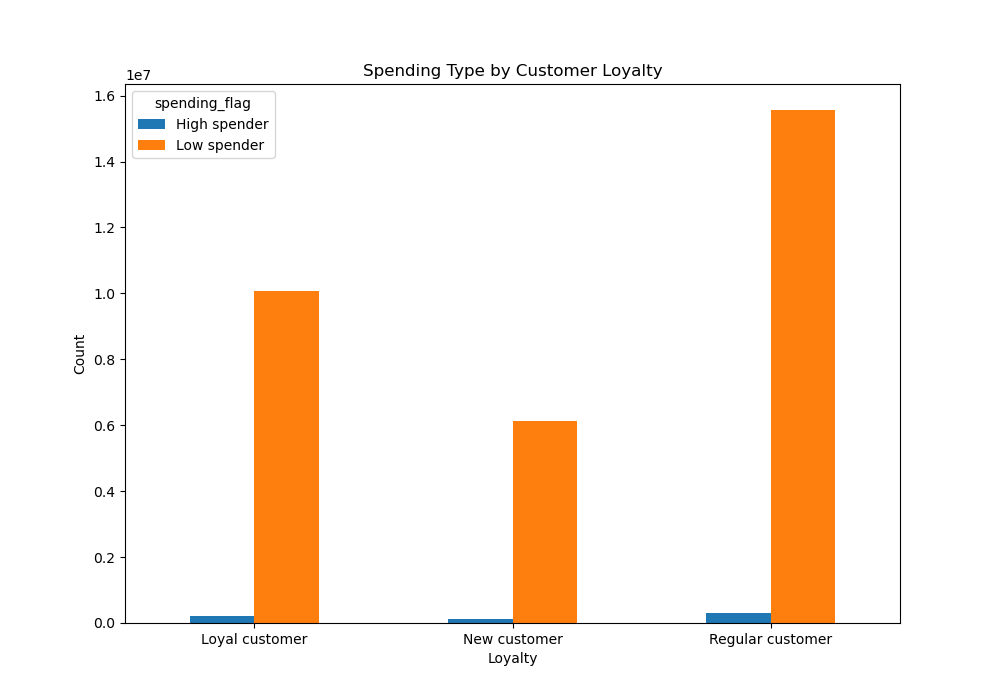 Spending Type by Customer Loyalty
1e7
spending_flag
High spender
Low spender
1.6
1.4
1.2
1.0
0.8
0.6
0.4
0.2
0.0
Count
Loyal customer New customer Regular customer
Loyalty